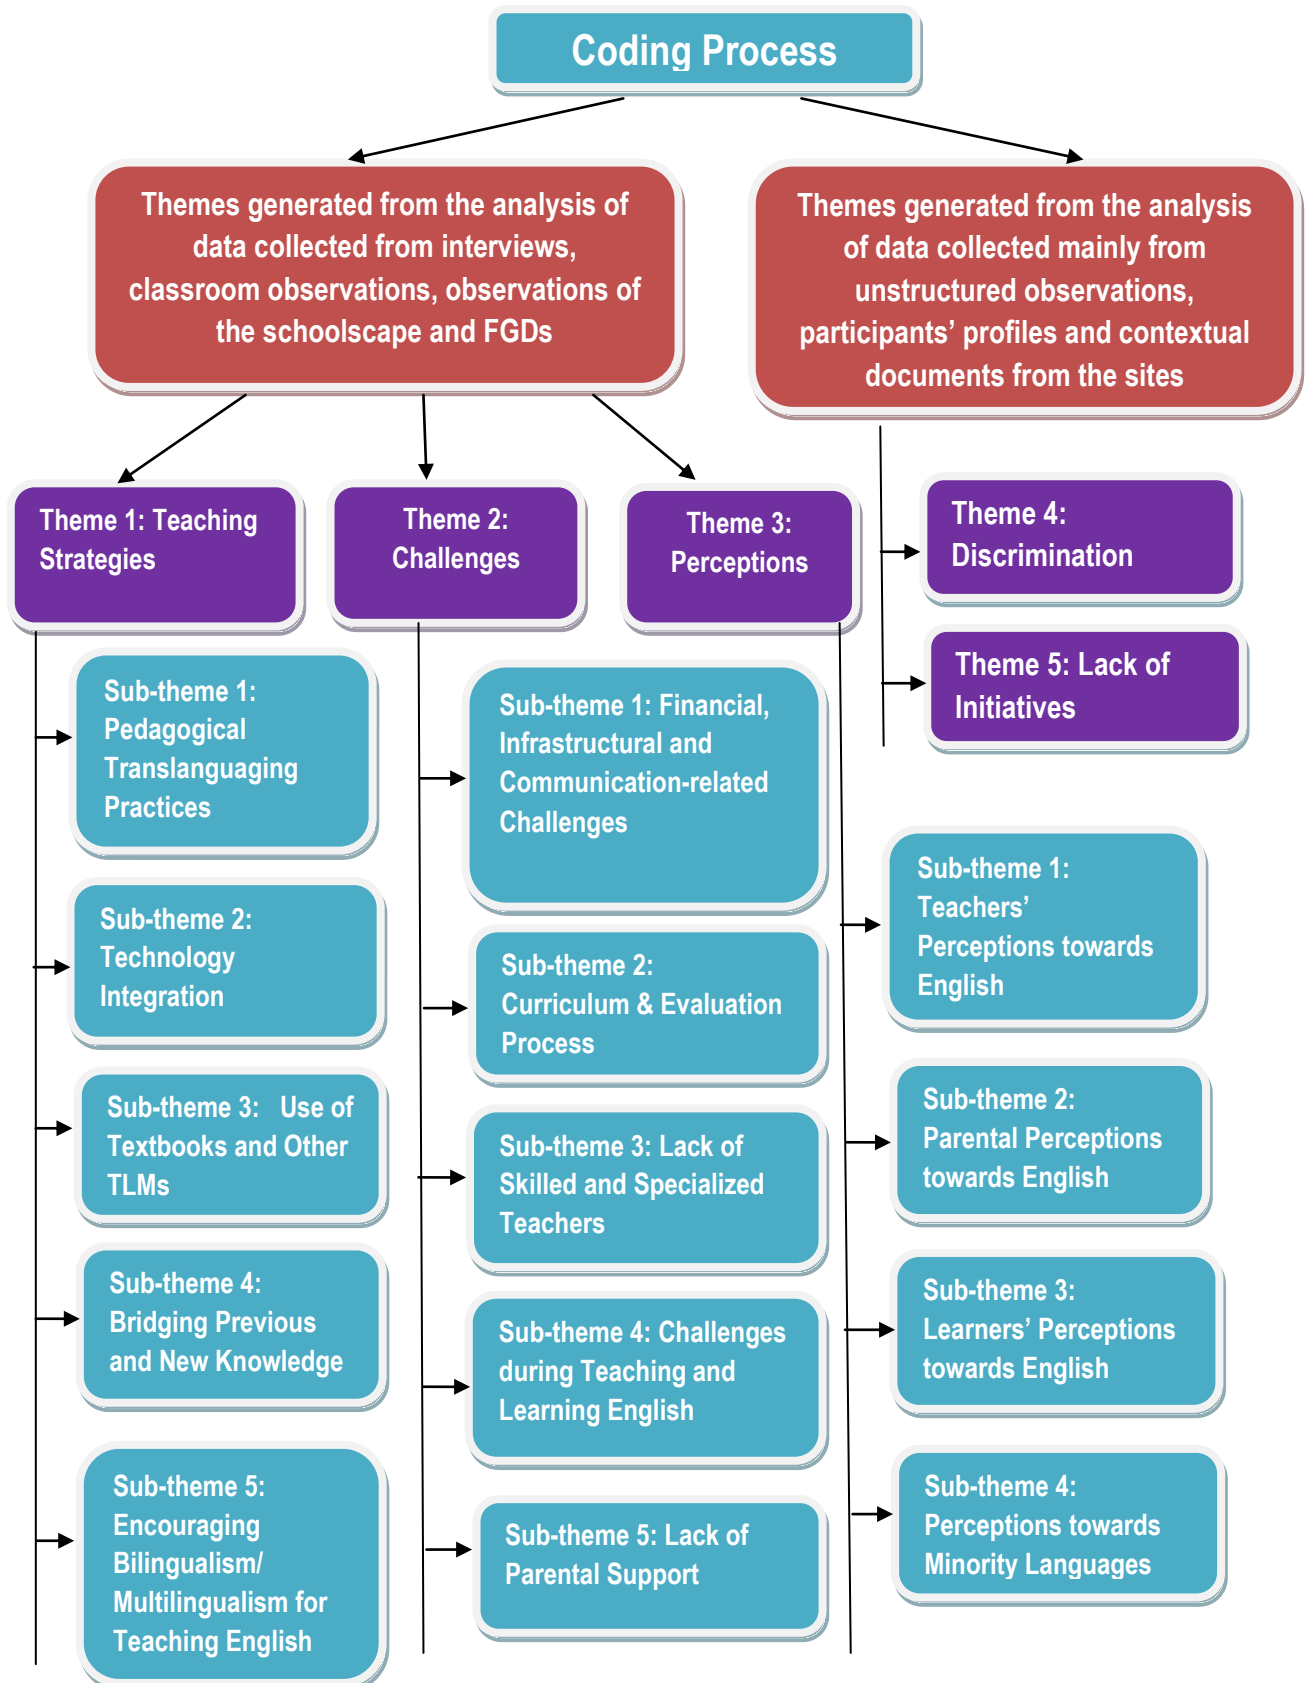 Coding Process
Themes generated from the analysis of
data collected from interviews,
classroom observations, observations of
the schoolscape and FGDs
Themes generated from the analysis
of data collected mainly from
unstructured observations,
participants’ profiles and contextual
documents from the sites
Theme 1: Teaching
Strategies
Theme 2:
Challenges
Theme 3:
Perceptions
Theme 4:
Discrimination
Theme 5: Lack of
Initiatives
Sub-theme 1:
Pedagogical
Translanguaging
Practices
Sub-theme 2:
Technology
Integration
Sub-theme 3: Use of
Textbooks and Other
TLMs
Sub-theme 4:
Bridging Previous
and New Knowledge
Sub-theme 5:
Encouraging
Bilingualism/
Multilingualism for
Teaching English
Sub-theme 1: Financial,
Infrastructural and
Communication-related
Challenges
Sub-theme 2:
Curriculum & Evaluation
Process
Sub-theme 3: Lack of
Skilled and Specialized
Teachers
Sub-theme 4: Challenges
during Teaching and
Learning English
Sub-theme 5: Lack of
Parental Support
Sub-theme 1:
Teachers’
Perceptions towards
English
Sub-theme 2:
Parental Perceptions
towards English
Sub-theme 3:
Learners’ Perceptions
towards English
Sub-theme 4:
Perceptions towards
Minority Languages